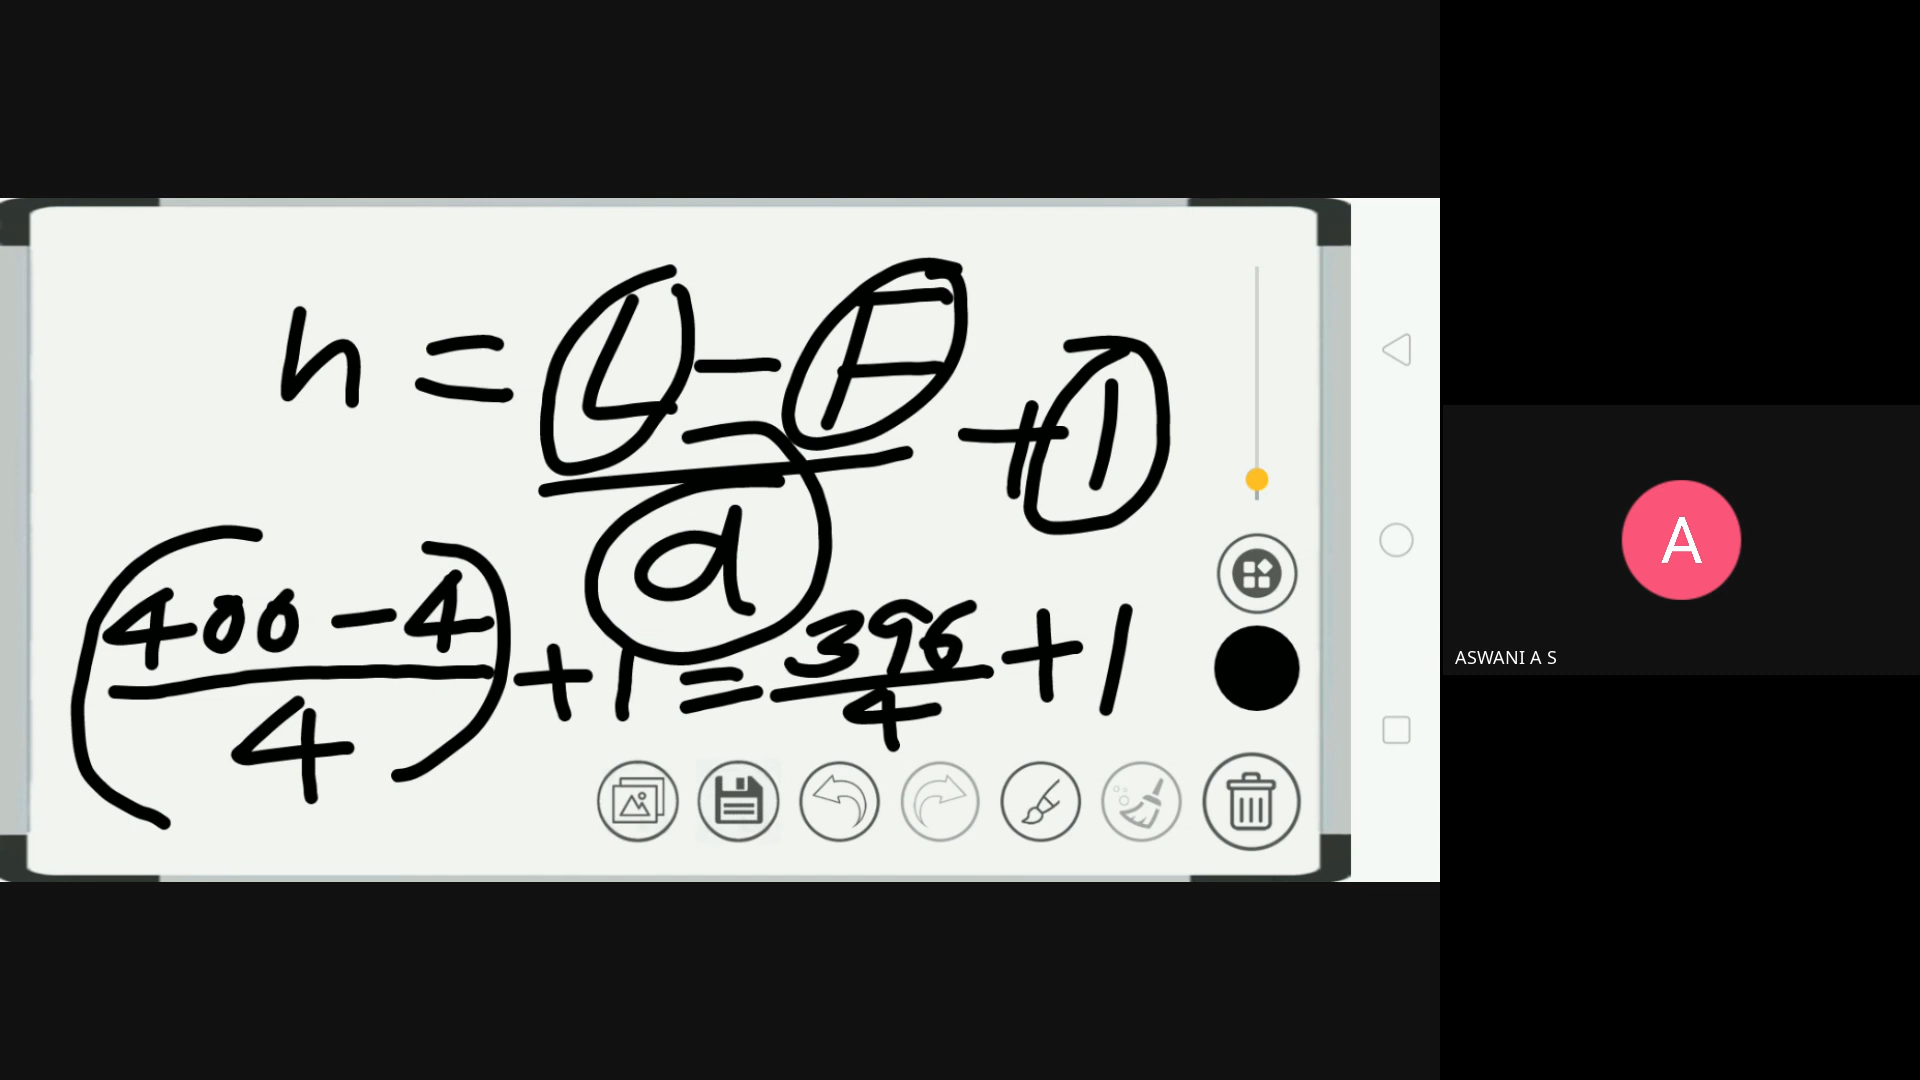 n = L - F / d + 1
(400 - 4 / 4) + 1 = 396 / 4 + 1
A
ASWANI A S